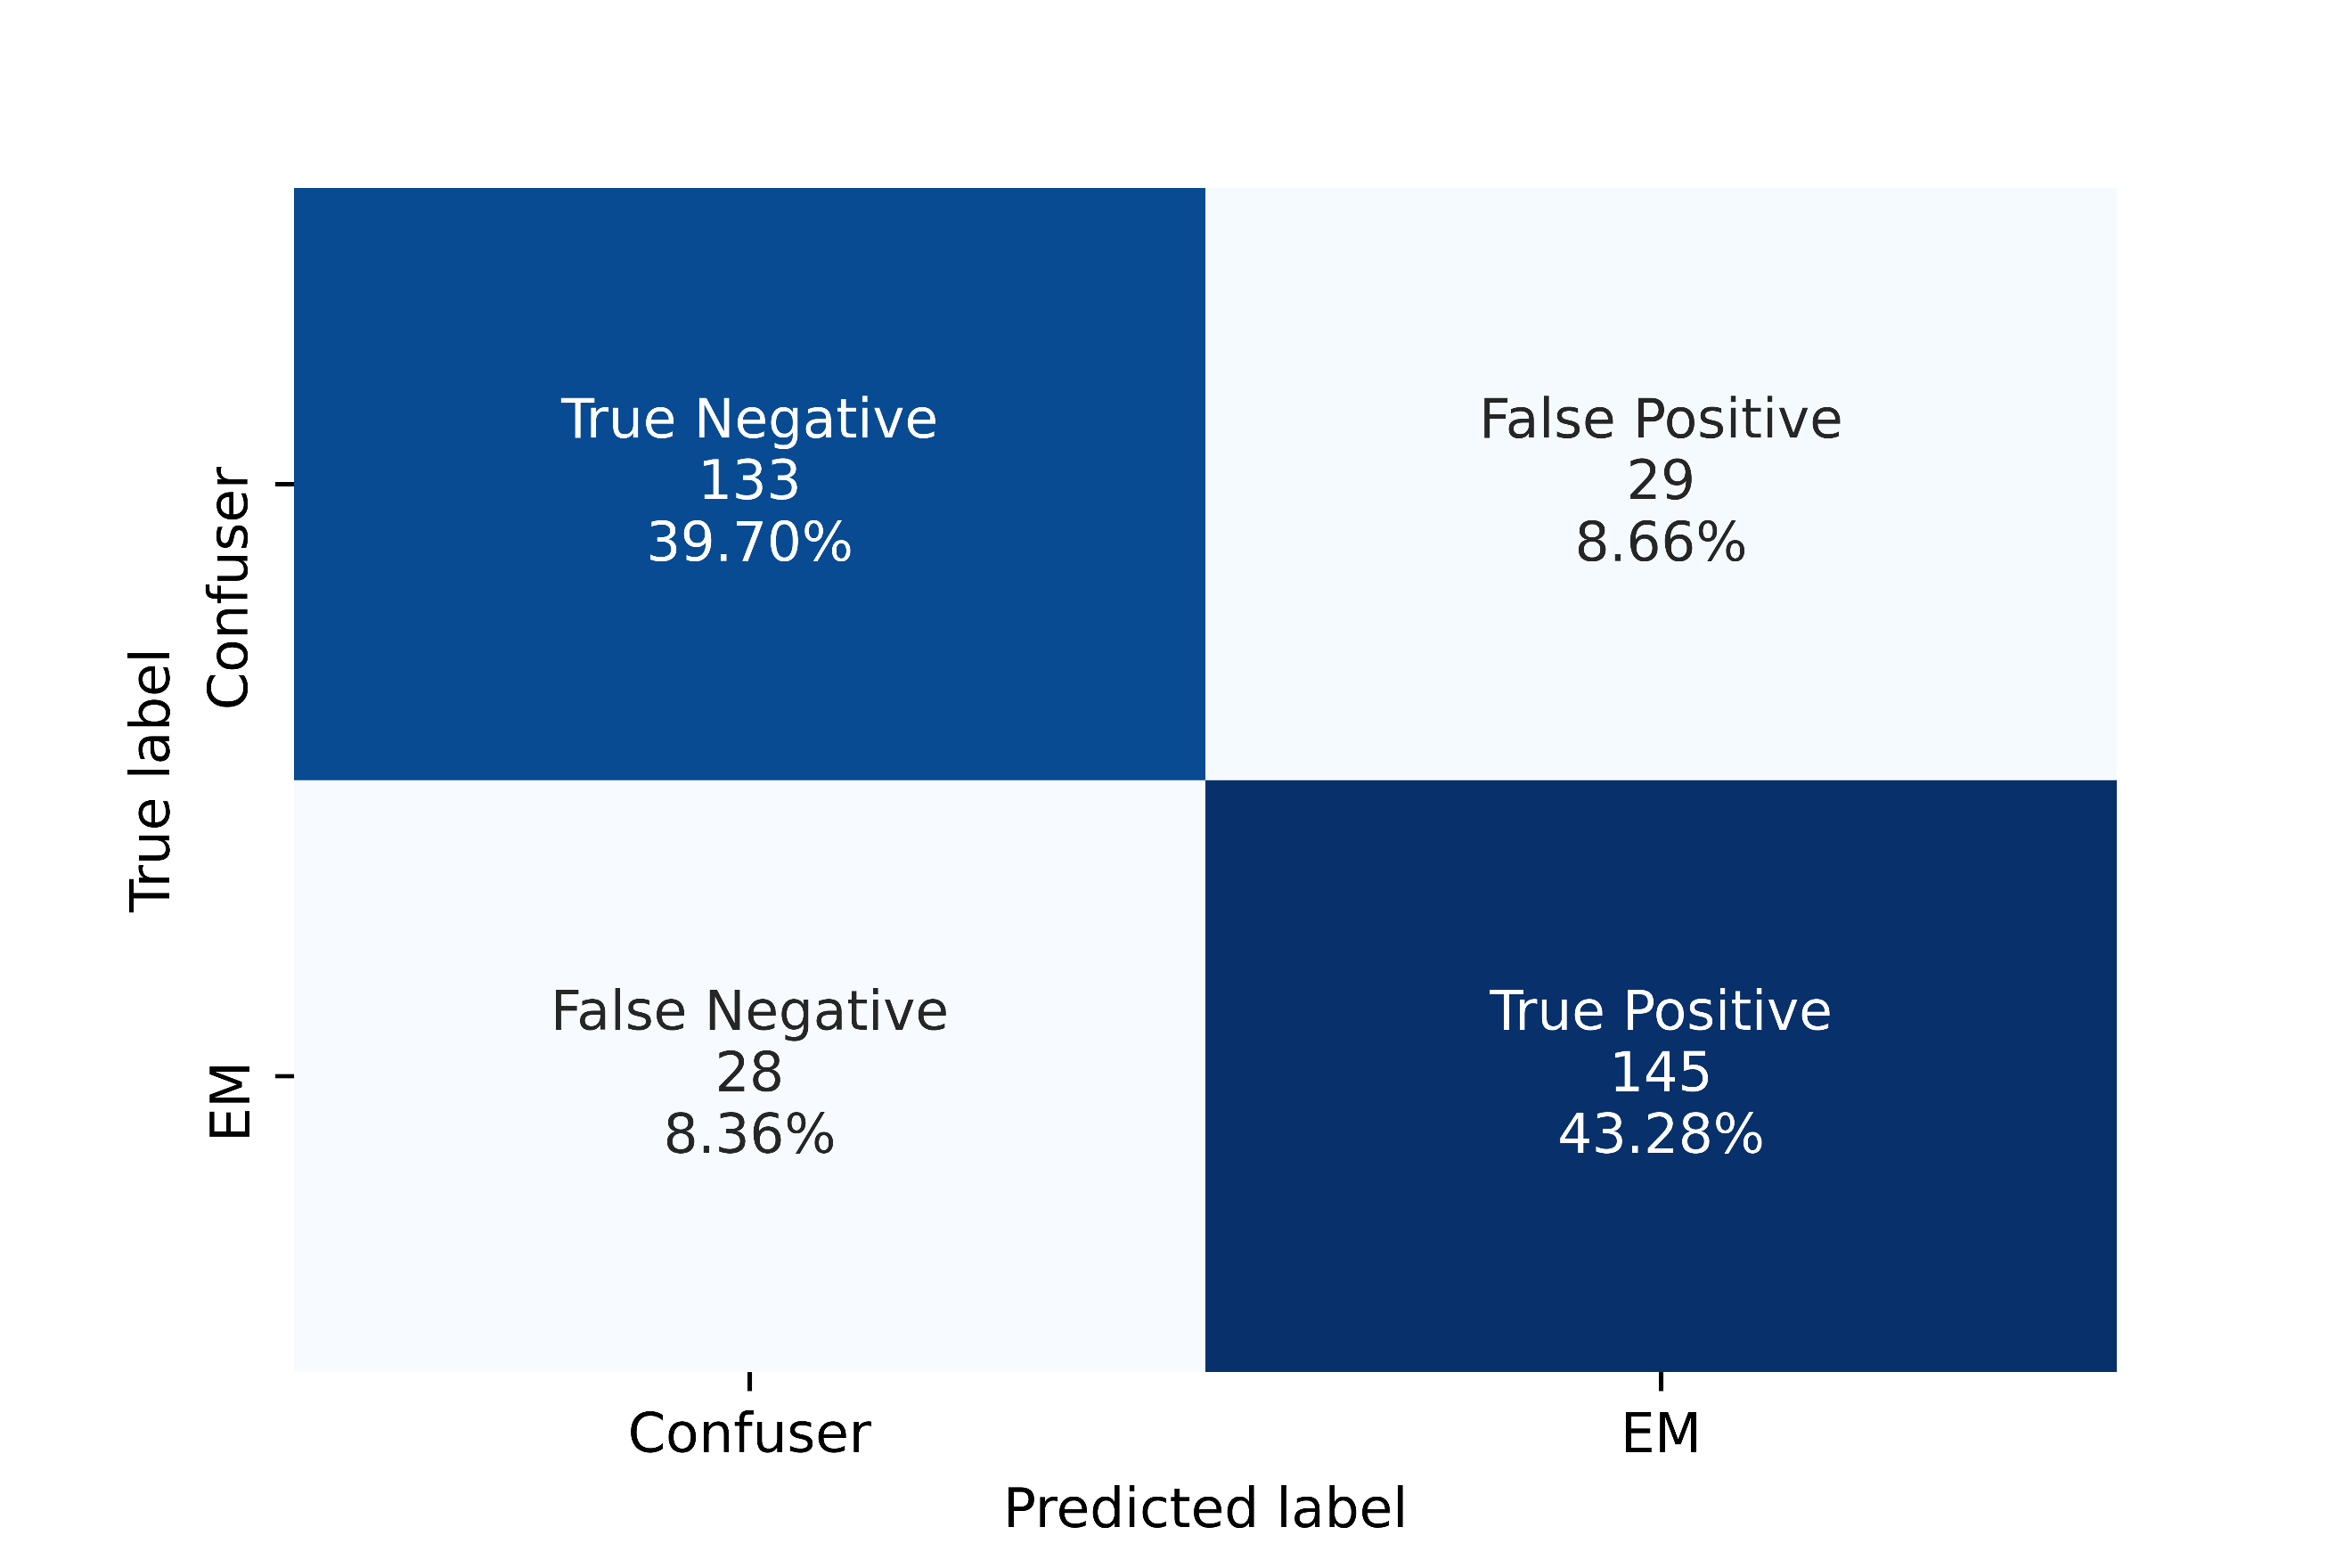 True label
Confuser
EM
True Negative
133
39.70%
False Positive
29
8.66%
False Negative
28
8.36%
True Positive
145
43.28%
Confuser
EM
Predicted label